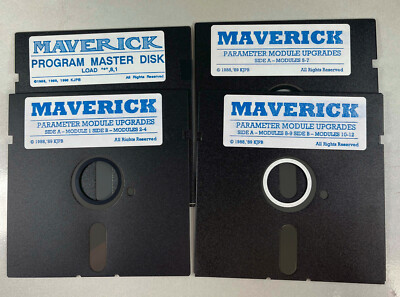 MAVERICK
PROGRAM MASTER DISK
LOAD "*",8,1
All Rights Reserved
MAVERICK
PARAMETER MODULE UPGRADES
SIDE A - MODULES 5-7
© 1988, '89 KJPB
All Rights Reserved
MAVERICK
PARAMETER MODULE UPGRADES
SIDE A - MODULE 1 SIDE B - MODULES 2-4
© 1988, '89 KJPB
All Rights Reserved
MAVERICK
PARAMETER MODULE UPGRADES
SIDE A - MODULES 8-9 SIDE B - MODULES 10-12
© 1988, '89 KJPB
All Rights Reserved